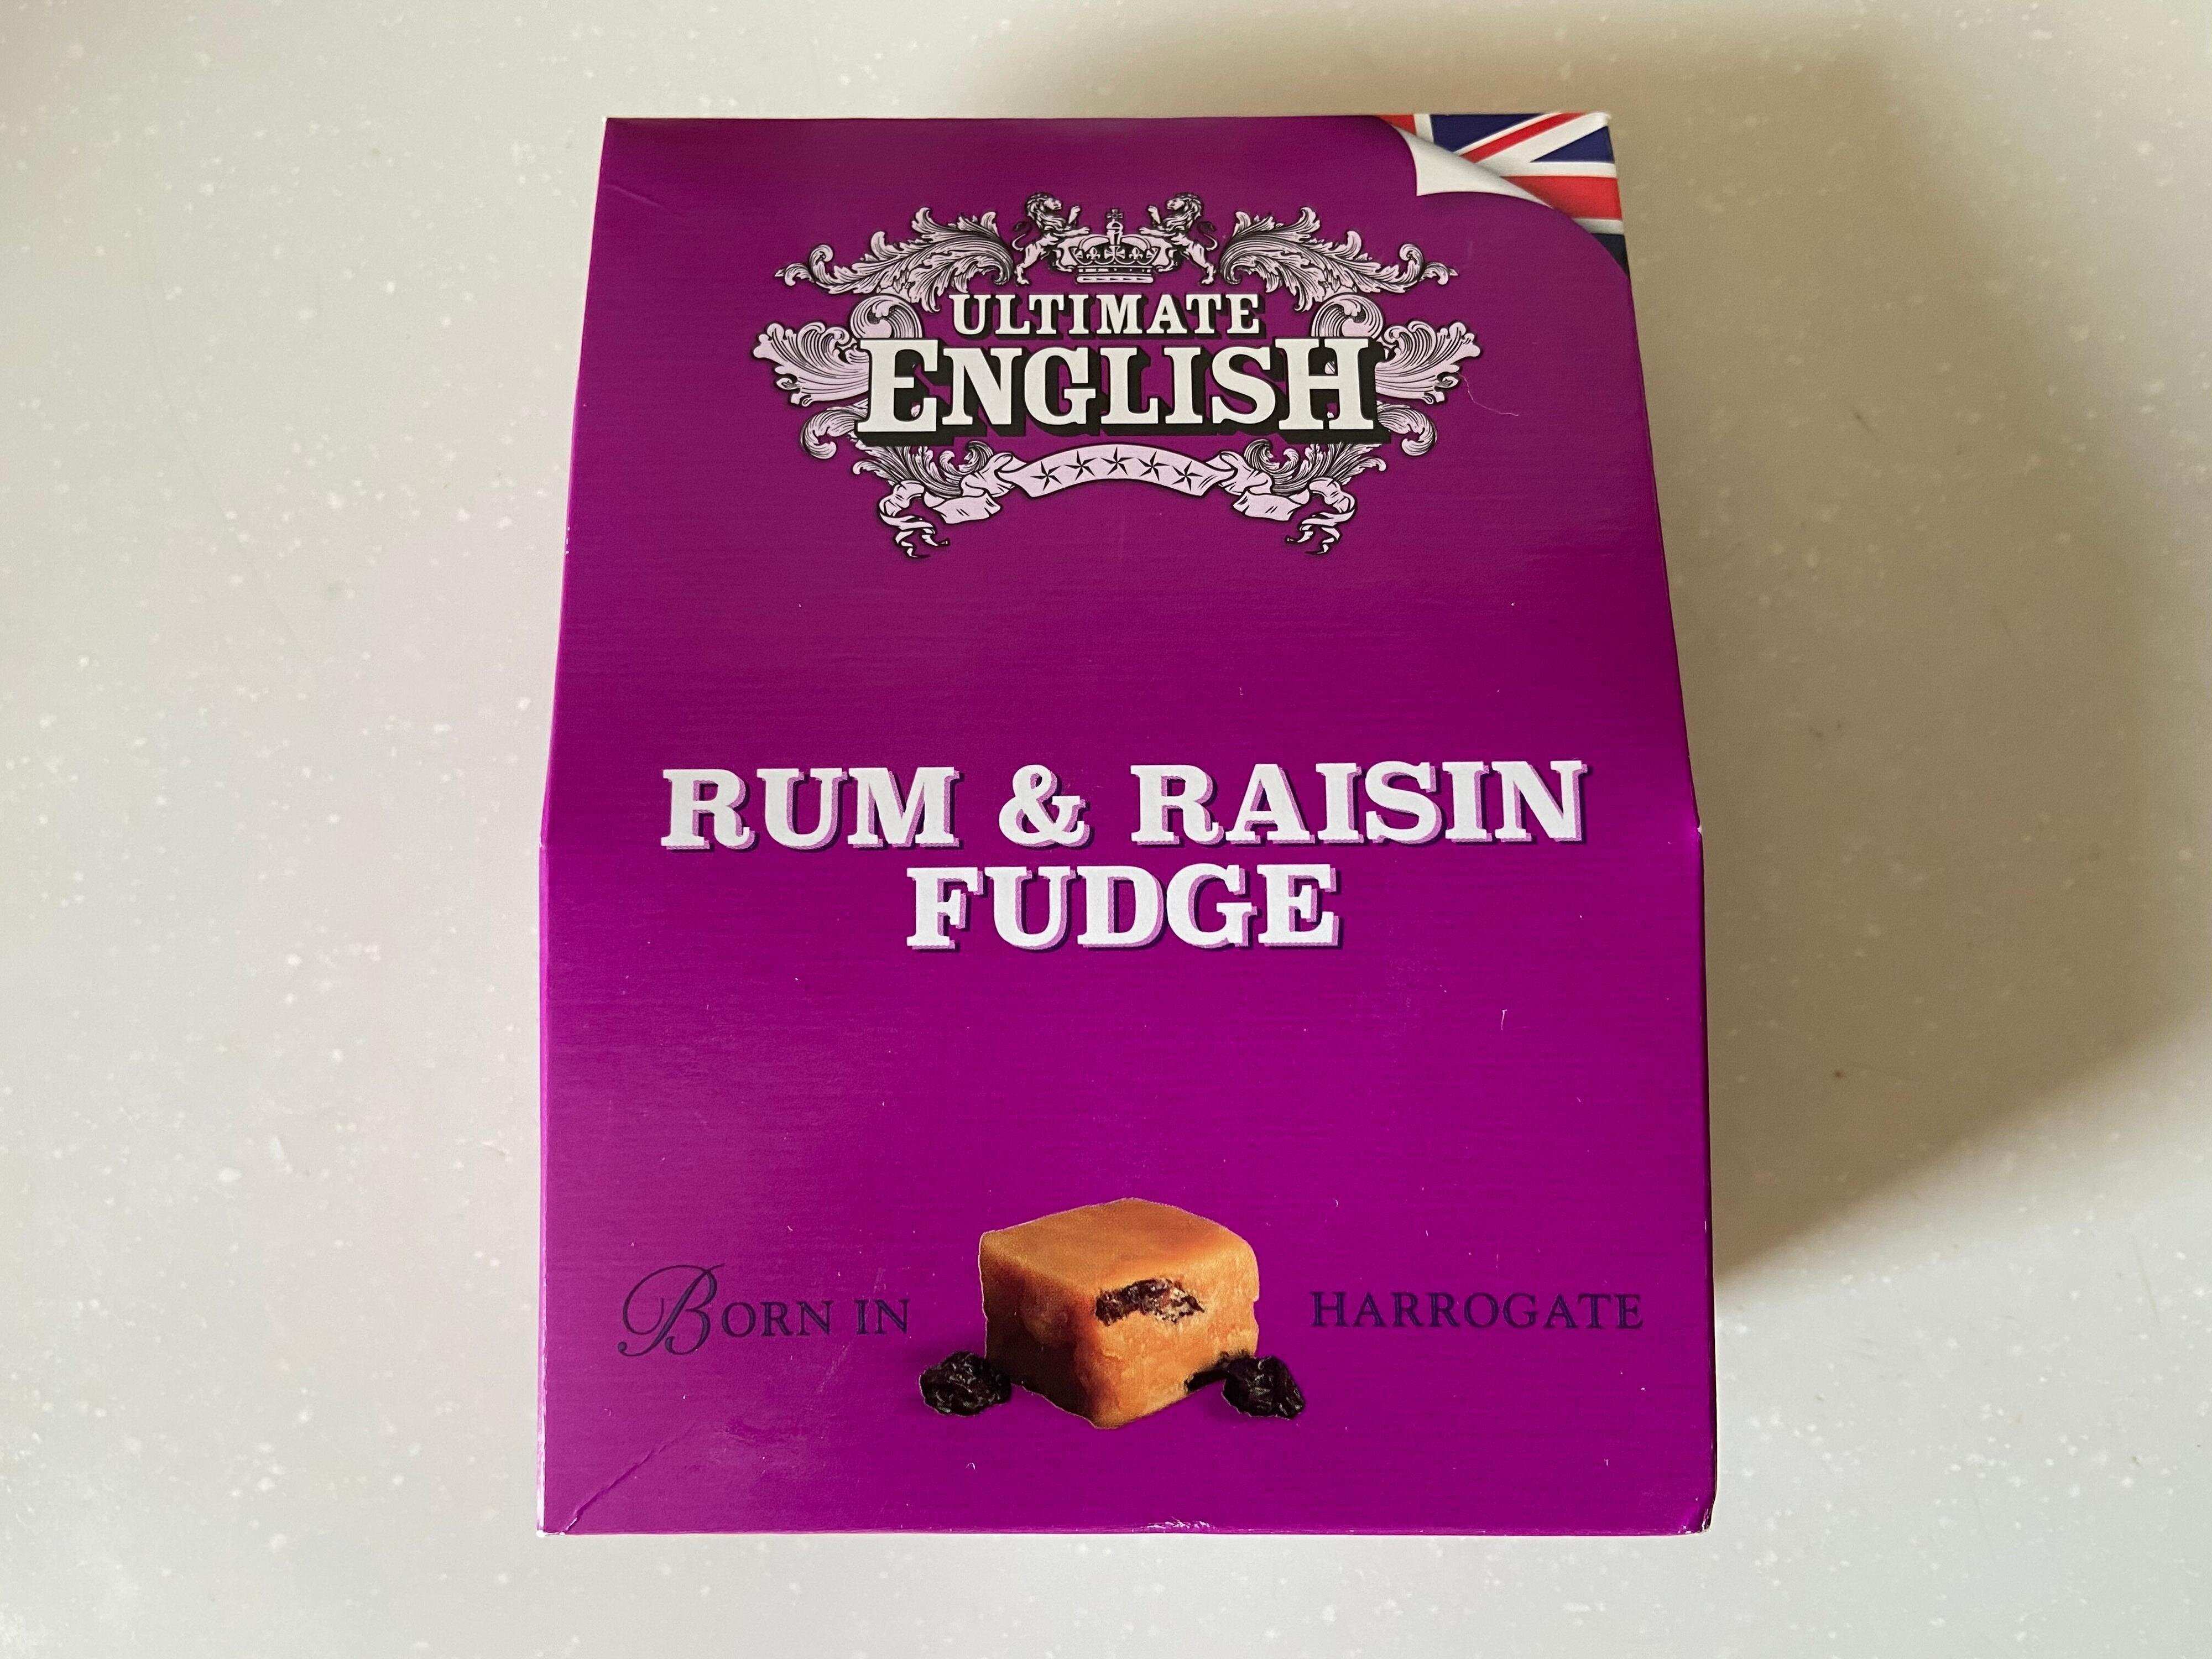 ULTIMATE
ENGLISH
RUM & RAISIN
FUDGE
BORN IN HARROGATE